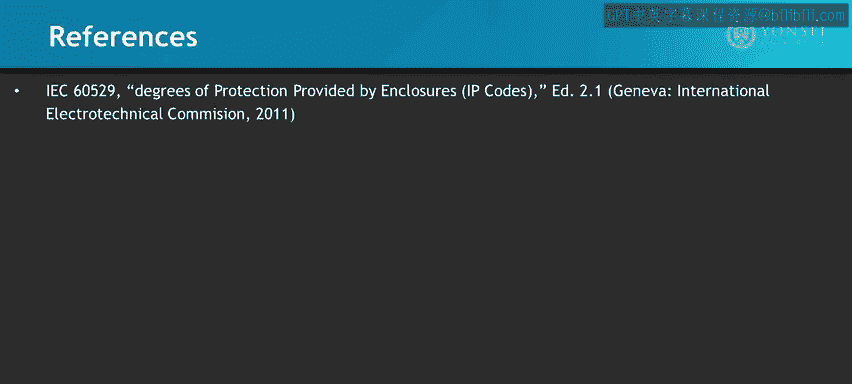 References
YONSEI
• IEC 60529, “degrees of Protection Provided by Enclosures (IP Codes),” Ed. 2.1 (Geneva: International
Electrotechnical Commision, 2011)